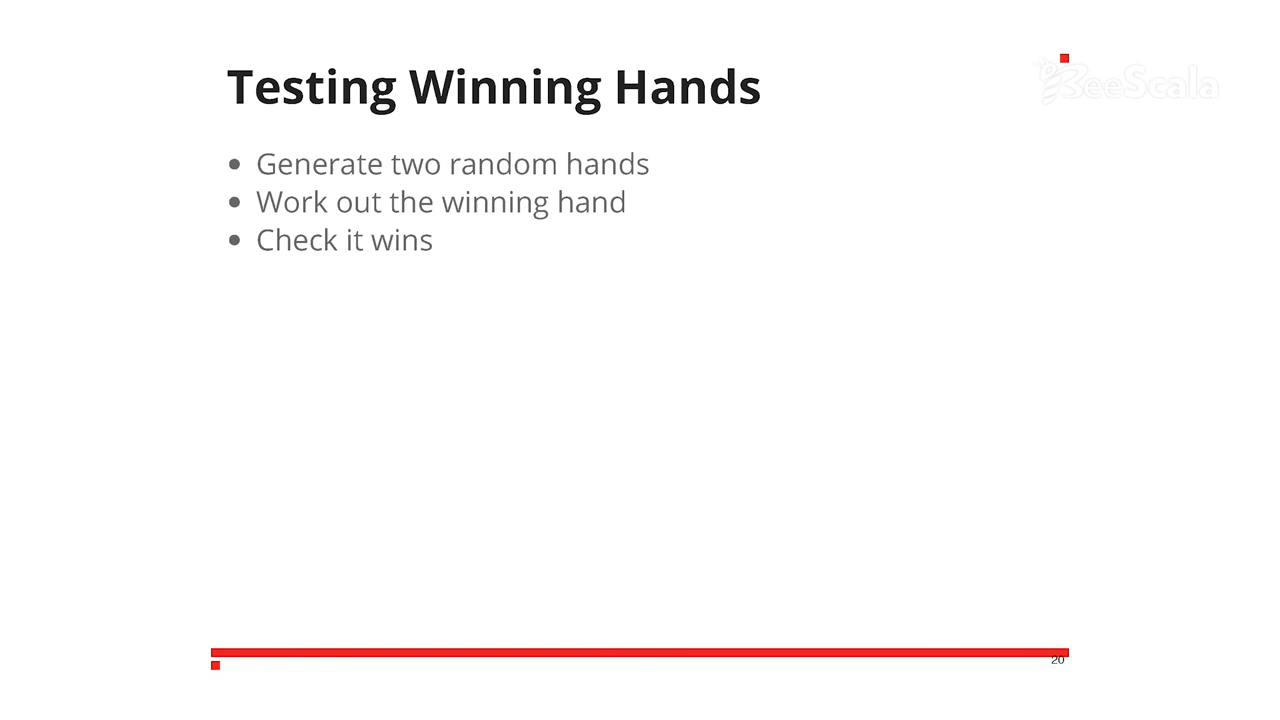 Testing Winning Hands
BeeScala
• Generate two random hands
• Work out the winning hand
• Check it wins
20